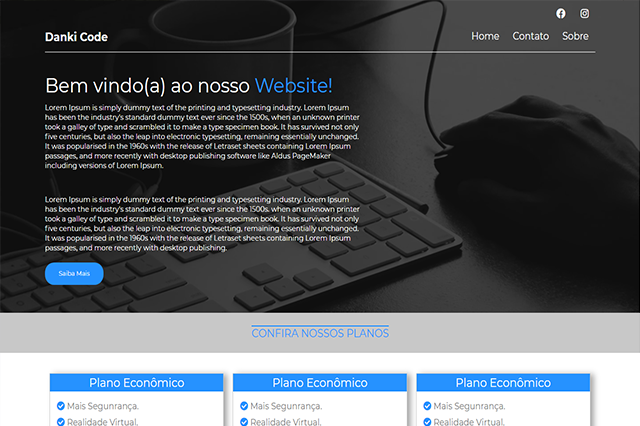 Danki Code
Home Contato Sobre
Bem vindo(a) ao nosso Website!
Lorem Ipsum is simply dummy text of the printing and typesetting industry. Lorem Ipsum
has been the industry's standard dummy text ever since the 1500s, when an unknown printer
took a galley of type and scrambled it to make a type specimen book. It has survived not only
five centuries, but also the leap into electronic typesetting, remaining essentially unchanged.
It was popularised in the 1960s with the release of Letraset sheets containing Lorem Ipsum
passages, and more recently with desktop publishing software like Aldus PageMaker
including versions of Lorem Ipsum.
Lorem Ipsum is simply dummy text of the printing and typesetting industry. Lorem Ipsum
has been the industry's standard dummy text ever since the 1500s, when an unknown printer
took a galley of type and scrambled it to make a type specimen book. It has survived not only
five centuries, but also the leap into electronic typesetting, remaining essentially unchanged.
It was popularised in the 1960s with the release of Letraset sheets containing Lorem Ipsum
passages, and more recently with desktop publishing.
Saiba Mais
CONFIRA NOSSOS PLANOS
Plano Econômico Plano Econômico Plano Econômico
Mais Segunrança. Mais Segunrança. Mais Segunrança.
Realidade Virtual. Realidade Virtual. Realidade Virtual.